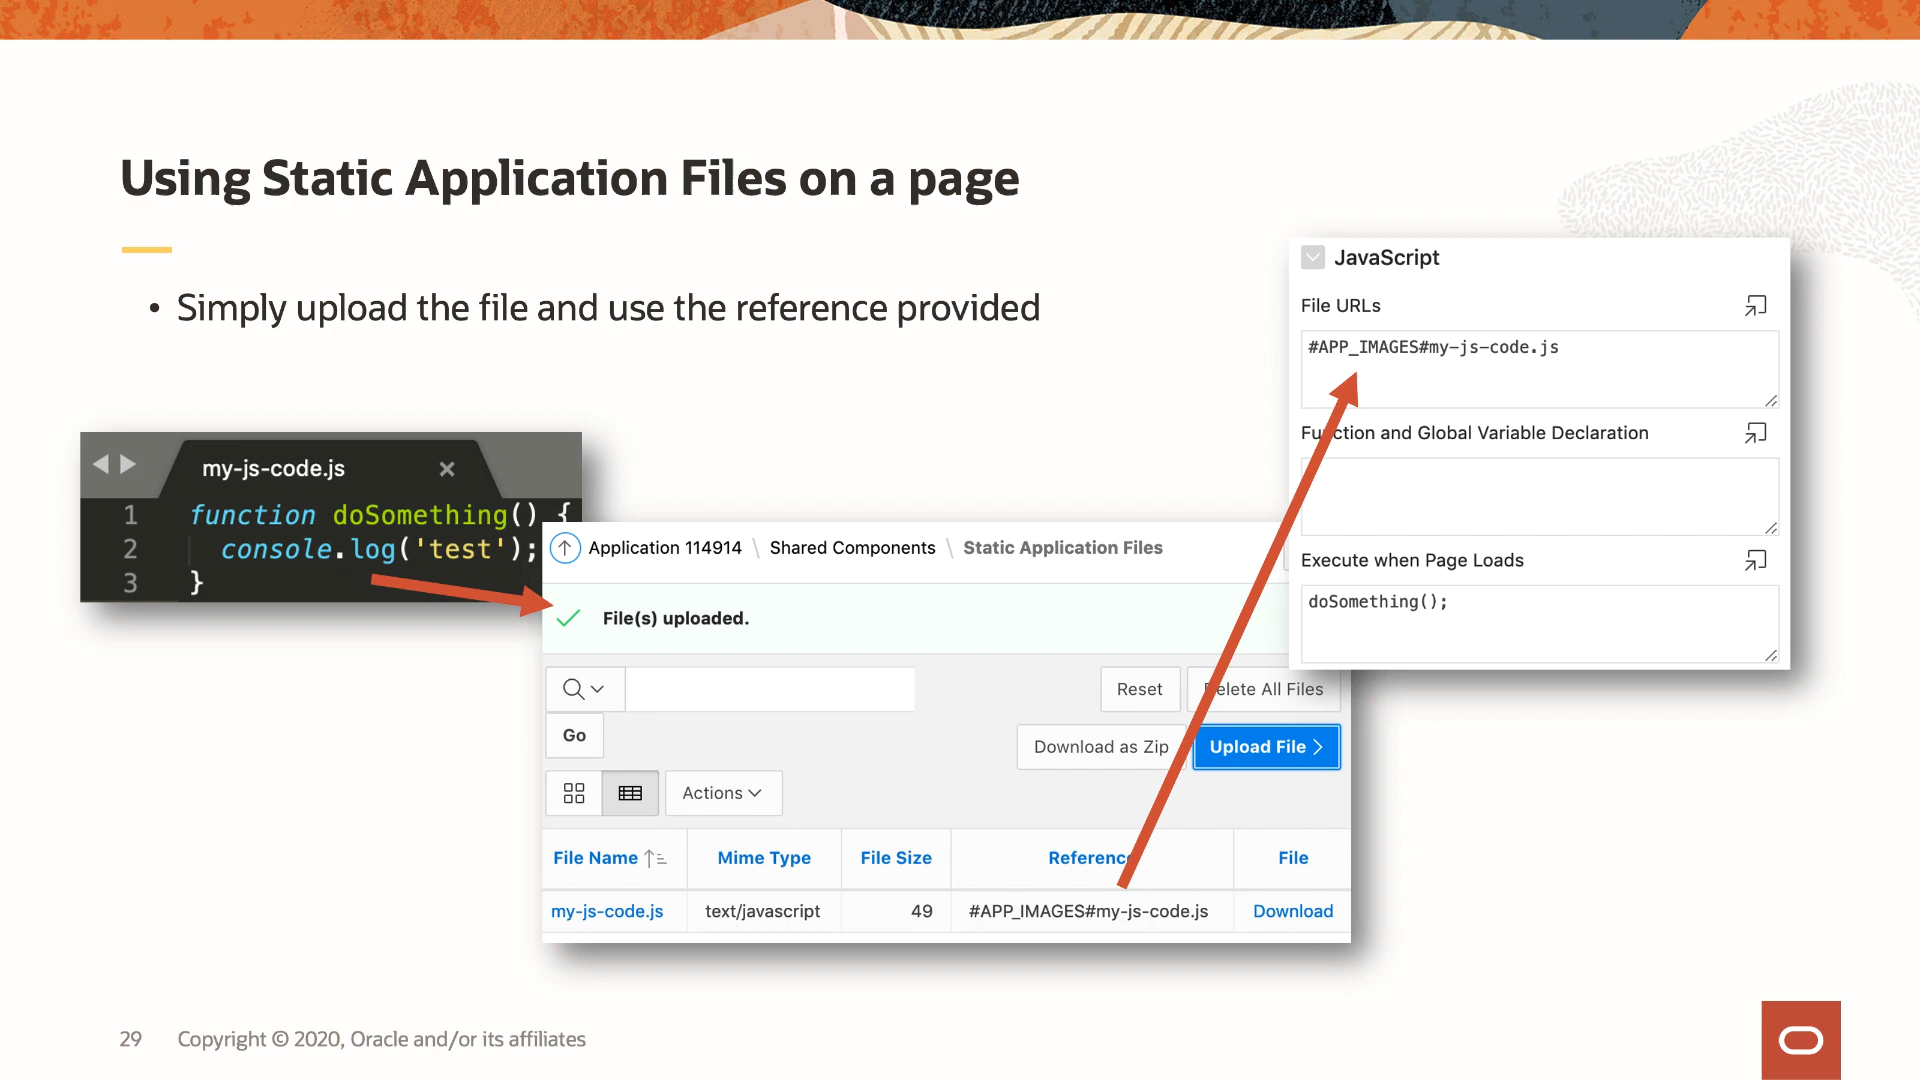 Using Static Application Files on a page
• Simply upload the file and use the reference provided
my-js-code.js
1 function doSomething() {
2 console.log('test');
3 }
Application 114914 \ Shared Components \ Static Application Files
File(s) uploaded.
Reset
Delete All Files
Go
Download as Zip
Upload File
Actions
File Name
Mime Type
File Size
Reference
File
my-js-code.js
text/javascript
49
#APP_IMAGES#my-js-code.js
Download
JavaScript
File URLs
#APP_IMAGES#my-js-code.js
Function and Global Variable Declaration
Execute when Page Loads
doSomething();
29
Copyright © 2020, Oracle and/or its affiliates